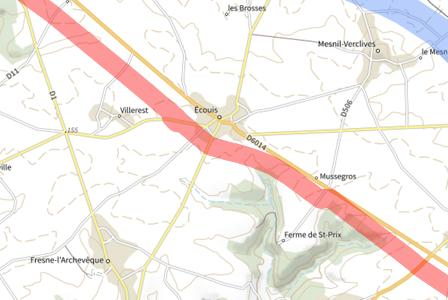 les Brosses
Mesnil-Verclives
le Mesn
D11
D1
Villerest
Écouis
D506
155
D6014
ville
Mussegros
Ferme de St-Prix
Fresne-l'Archevêque